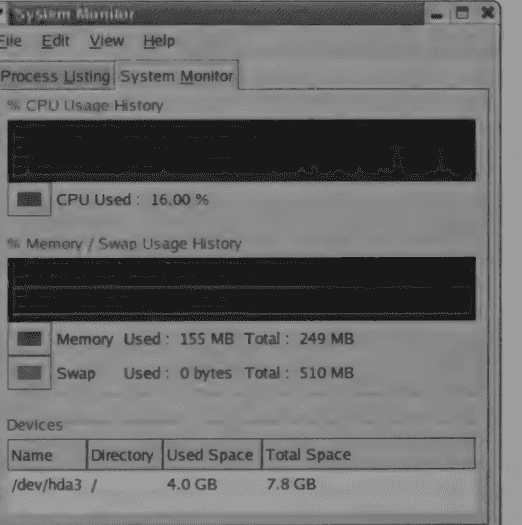 System Monitor
File Edit View Help
Process Listing System Monitor
% CPU Usage History
CPU Used : 16.00 %
% Memory / Swap Usage History
Memory Used : 155 MB Total : 249 MB
Swap Used : 0 bytes Total : 510 MB
Devices
Name Directory Used Space Total Space
/dev/hda3 / 4.0 GB 7.8 GB